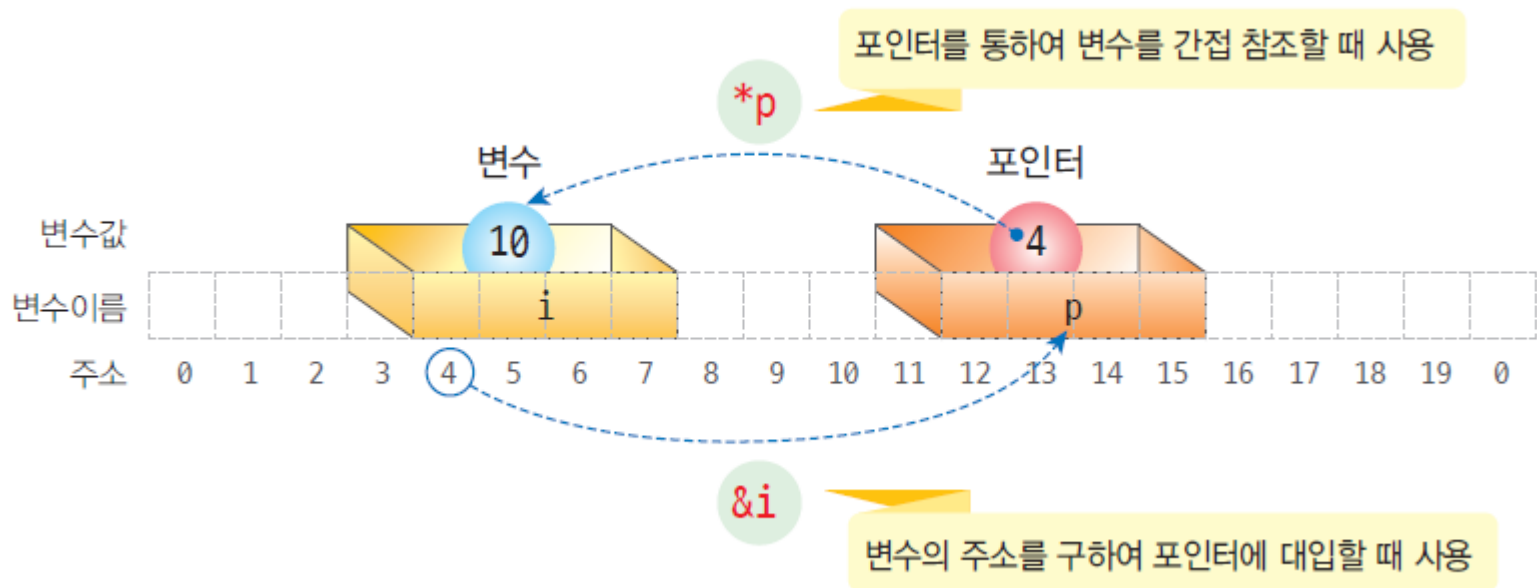 포인터를 통하여 변수를 간접 참조할 때 사용
*p
변수
포인터
변수값
10
4
변수이름
i
p
주소 0 1 2 3 4 5 6 7 8 9 10 11 12 13 14 15 16 17 18 19 0
&i
변수의 주소를 구하여 포인터에 대입할 때 사용